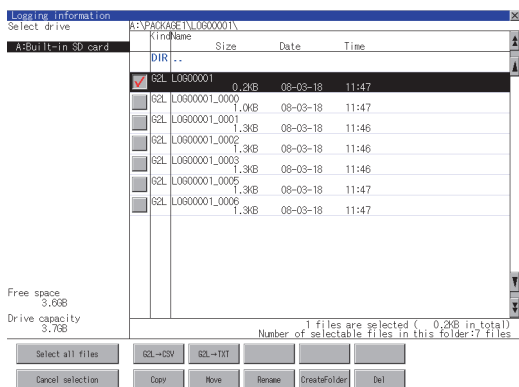 Logging information
Select drive
A:\PACKAGE1\LOG00001\
A:Built-in SD card
Kind Name
Size Date Time
DIR ..
G2L LOG00001
0.2KB 08-03-18 11:47
G2L LOG00001_0000
1.0KB 08-03-18 11:47
G2L LOG00001_0001
1.3KB 08-03-18 11:46
G2L LOG00001_0002
1.3KB 08-03-18 11:46
G2L LOG00001_0003
1.3KB 08-03-18 11:46
G2L LOG00001_0005
1.3KB 08-03-18 11:47
G2L LOG00001_0006
1.3KB 08-03-18 11:47
Free space
3.6GB
Drive capacity
3.7GB
1 files are selected ( 0.2KB in total)
Number of selectable files in this folder:7 files
Select all files G2L→CSV G2L→TXT
Cancel selection Copy Move Rename CreateFolder Del